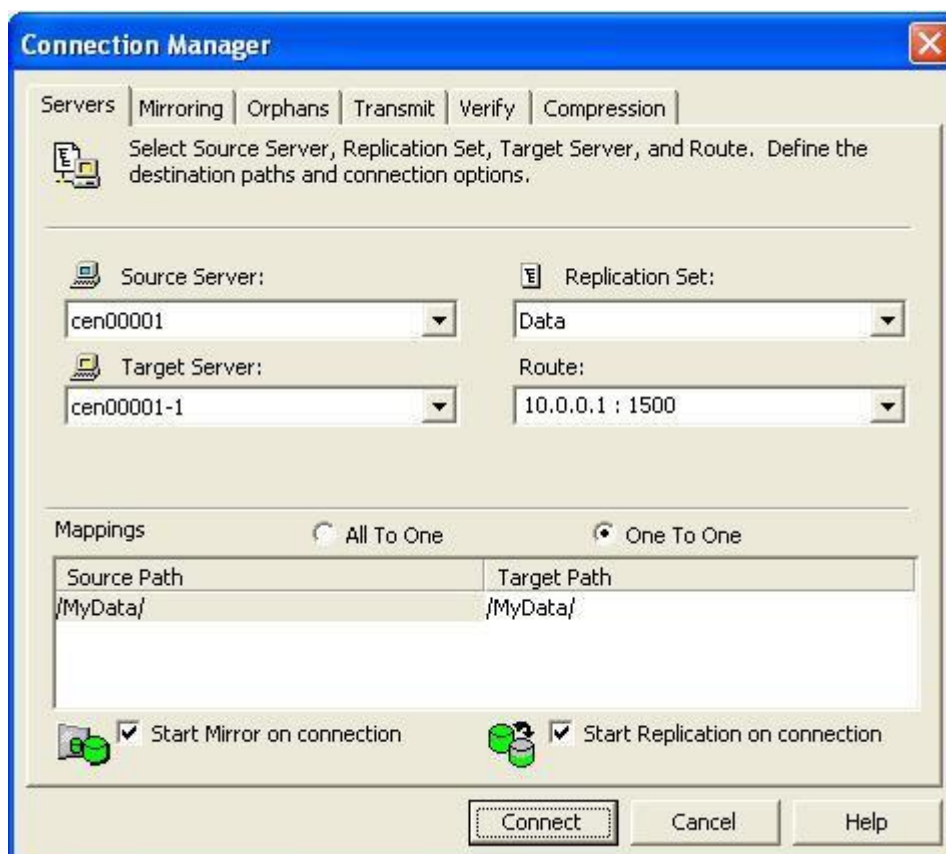 Connection Manager
Servers
Mirroring
Orphans
Transmit
Verify
Compression
Select Source Server, Replication Set, Target Server, and Route. Define the
destination paths and connection options.
Source Server:
Replication Set:
cen00001
Data
Target Server:
Route:
cen00001-1
10.0.0.1 : 1500
Mappings
All To One
One To One
Source Path
Target Path
/MyData/
/MyData/
Start Mirror on connection
Start Replication on connection
Connect
Cancel
Help